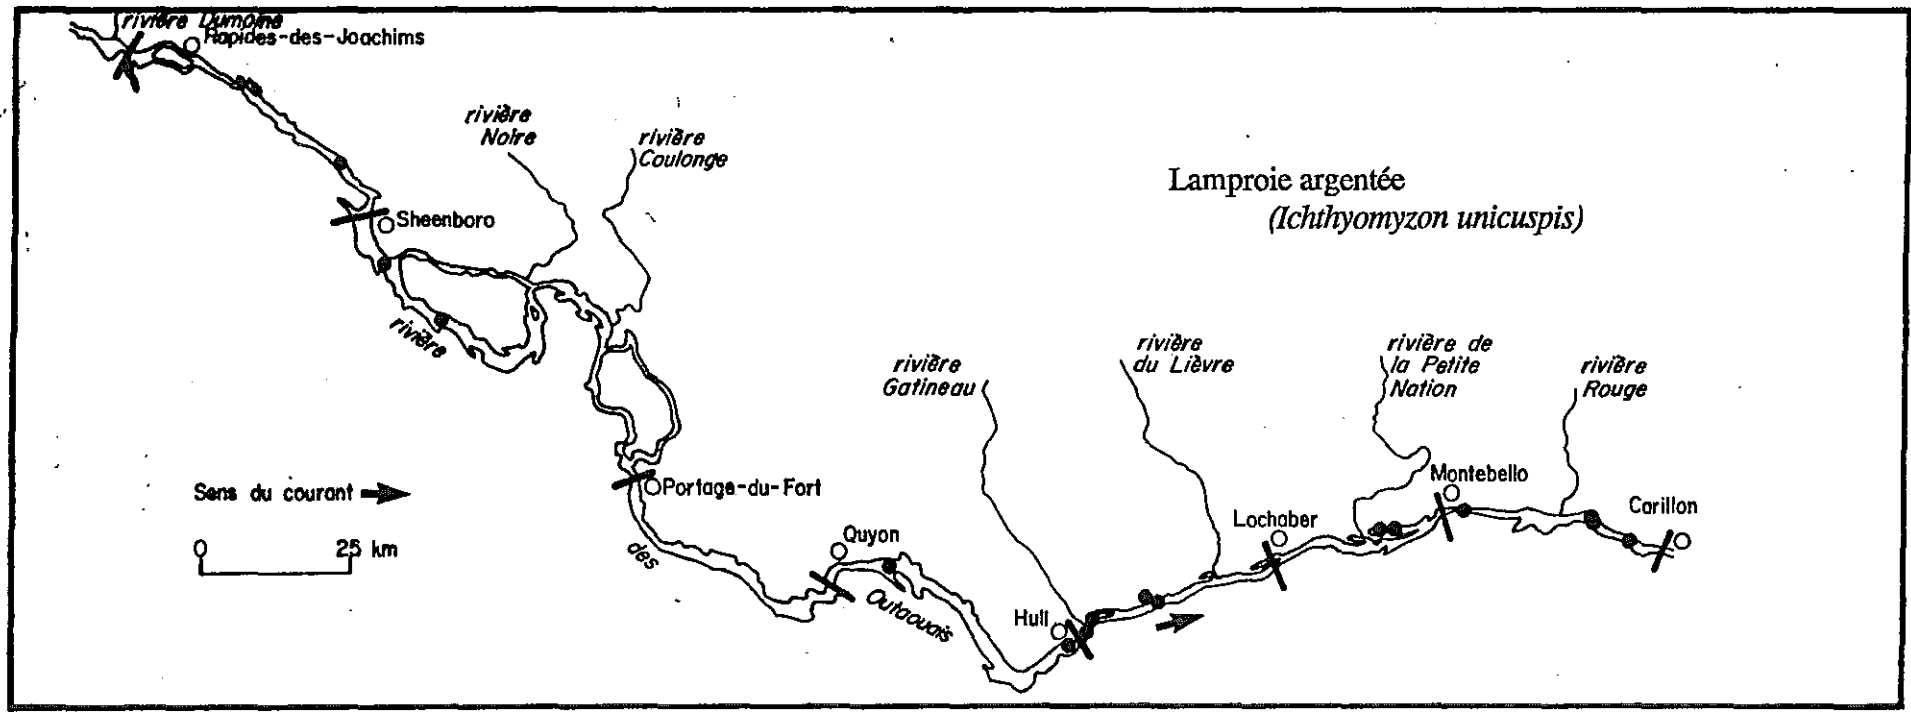 rivière Dumoine
Rapides-des-Joachims
rivière
Noire
rivière
Coulonge
Lamproie argentée
(Ichthyomyzon unicuspis)
Sheenboro
rivière
rivière
Gatineau
rivière
du Lièvre
rivière de
la Petite
Nation
rivière
Rouge
Sens du courant
Portage-du-Fort
Montebello
Carillon
Lochaber
Quyon
0 25 km
des
Outaouais
Hull